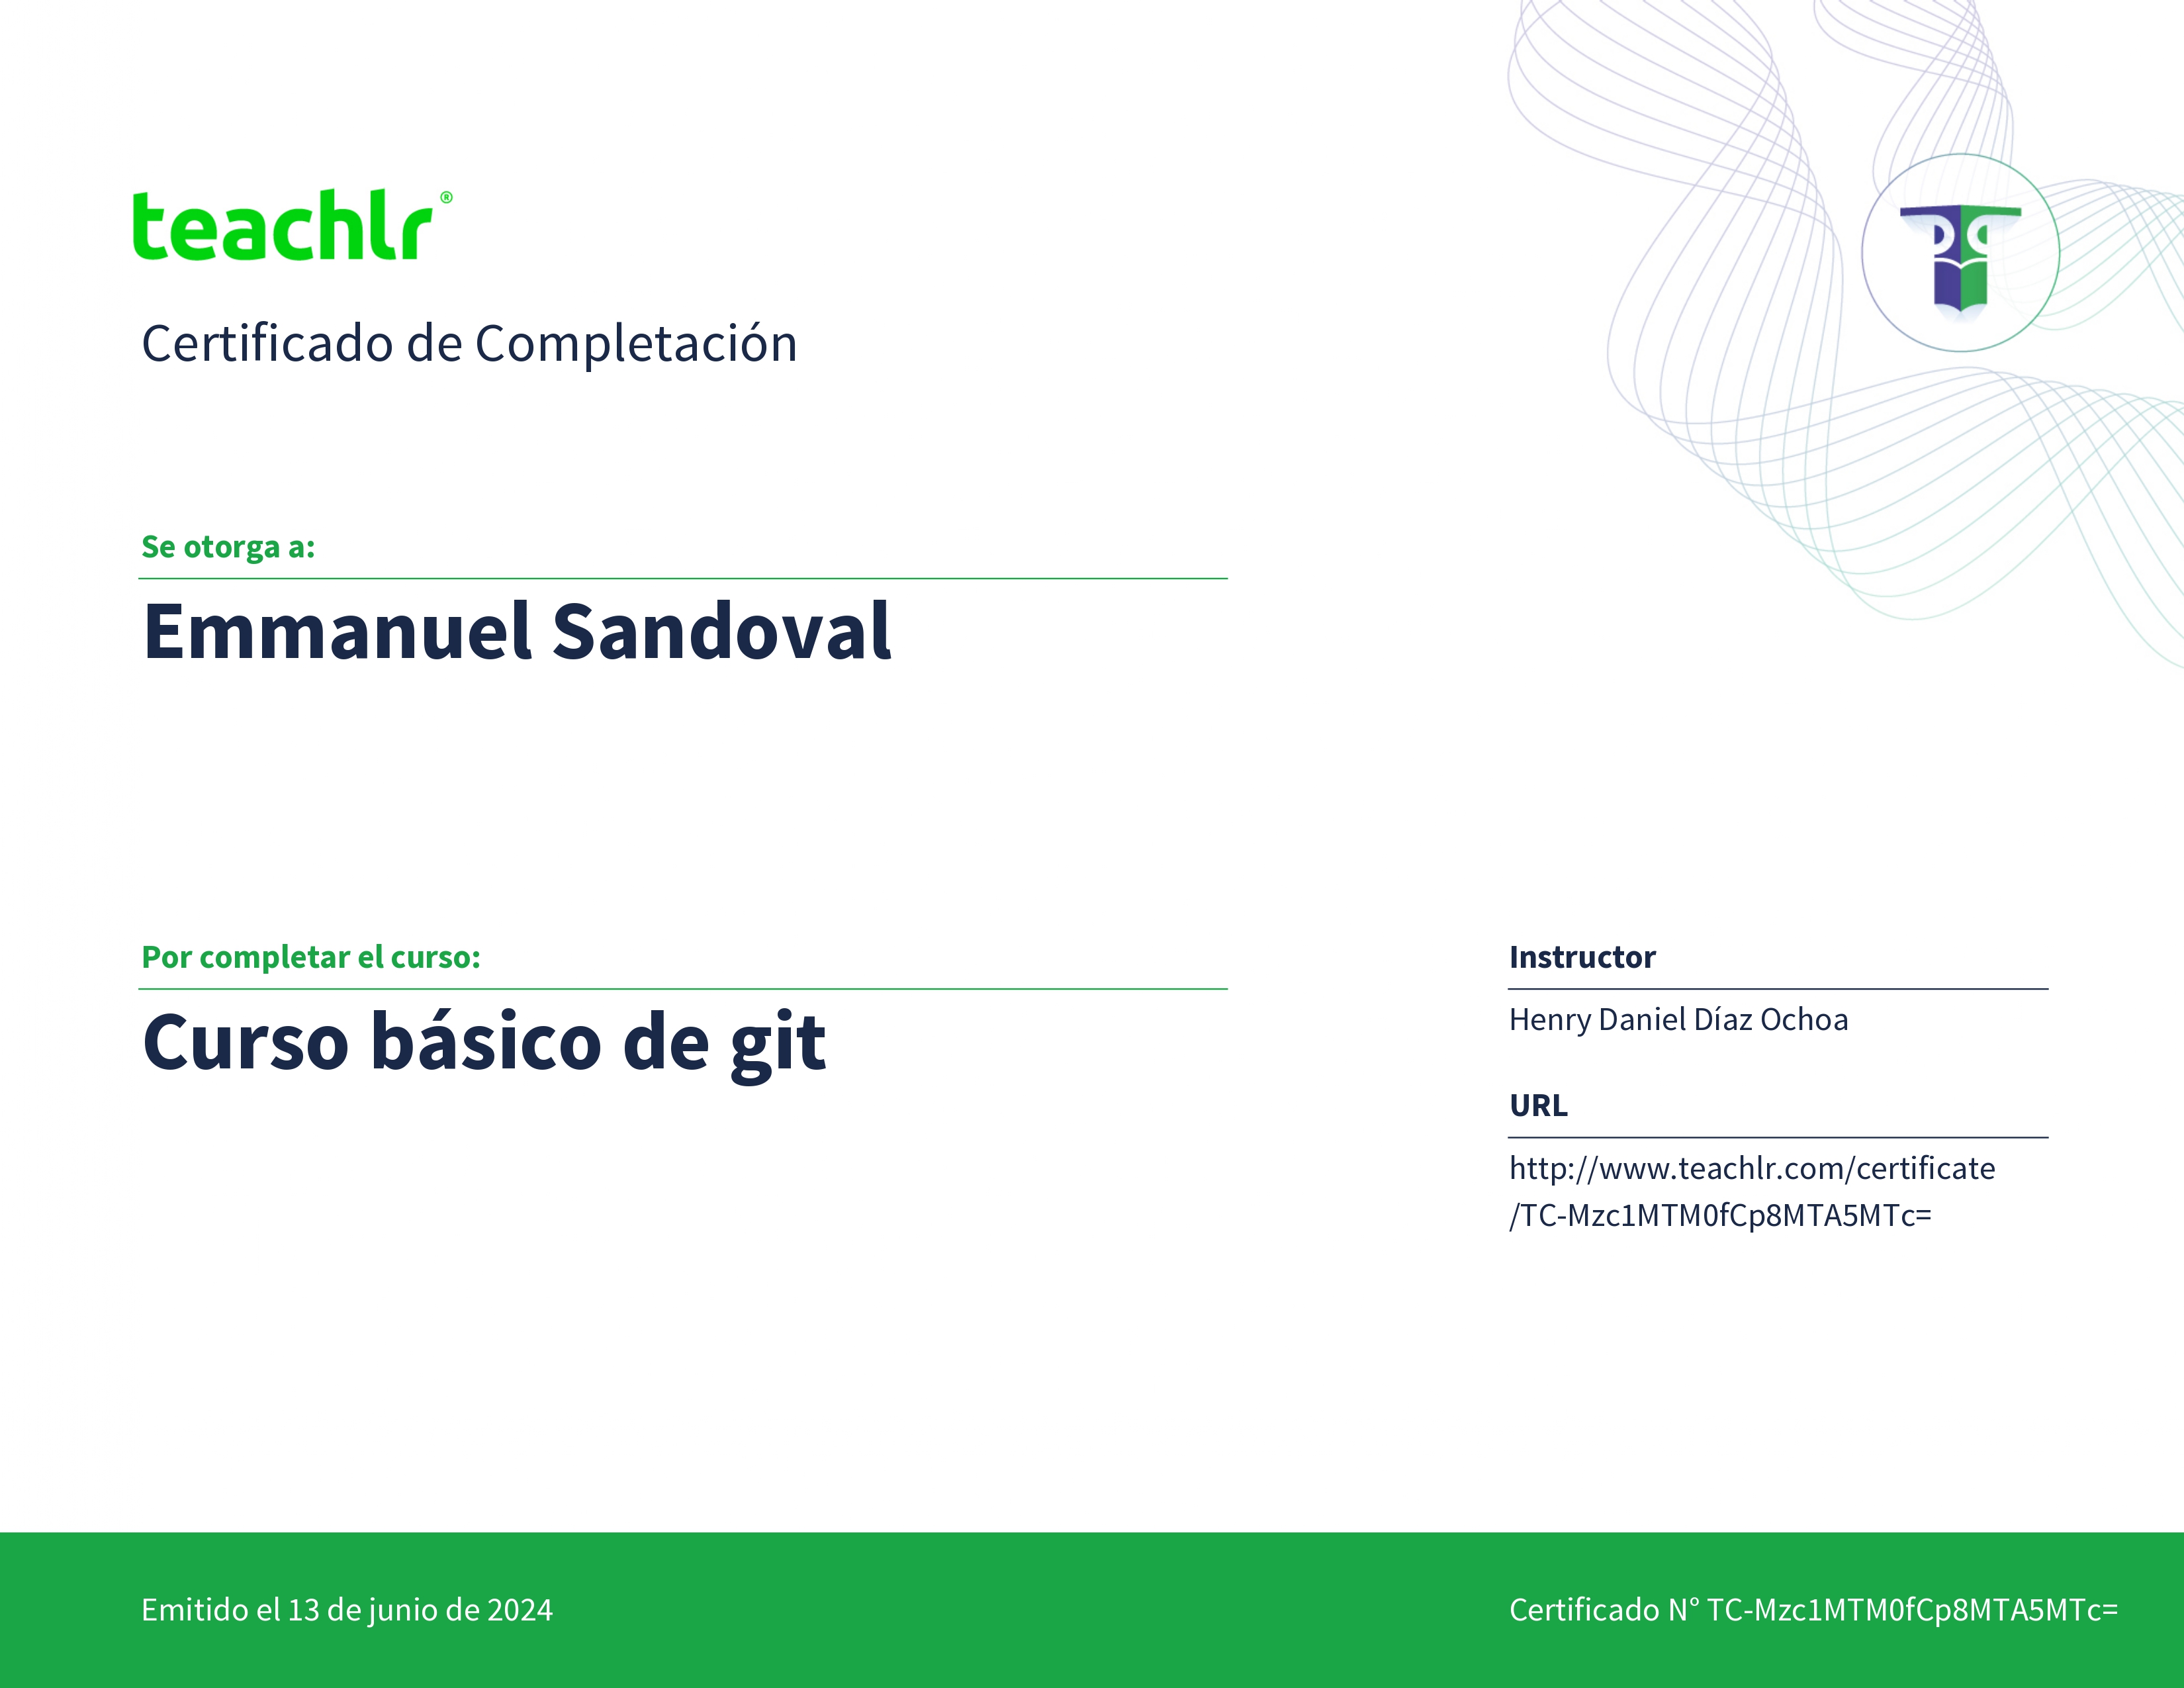 teachlr®
Certificado de Completación
Se otorga a:
Emmanuel Sandoval
Por completar el curso:
Curso básico de git
Instructor
Henry Daniel Díaz Ochoa
URL
http://www.teachlr.com/certificate
/TC-Mzc1MTM0fCp8MTA5MTc=
Emitido el 13 de junio de 2024
Certificado N° TC-Mzc1MTM0fCp8MTA5MTc=